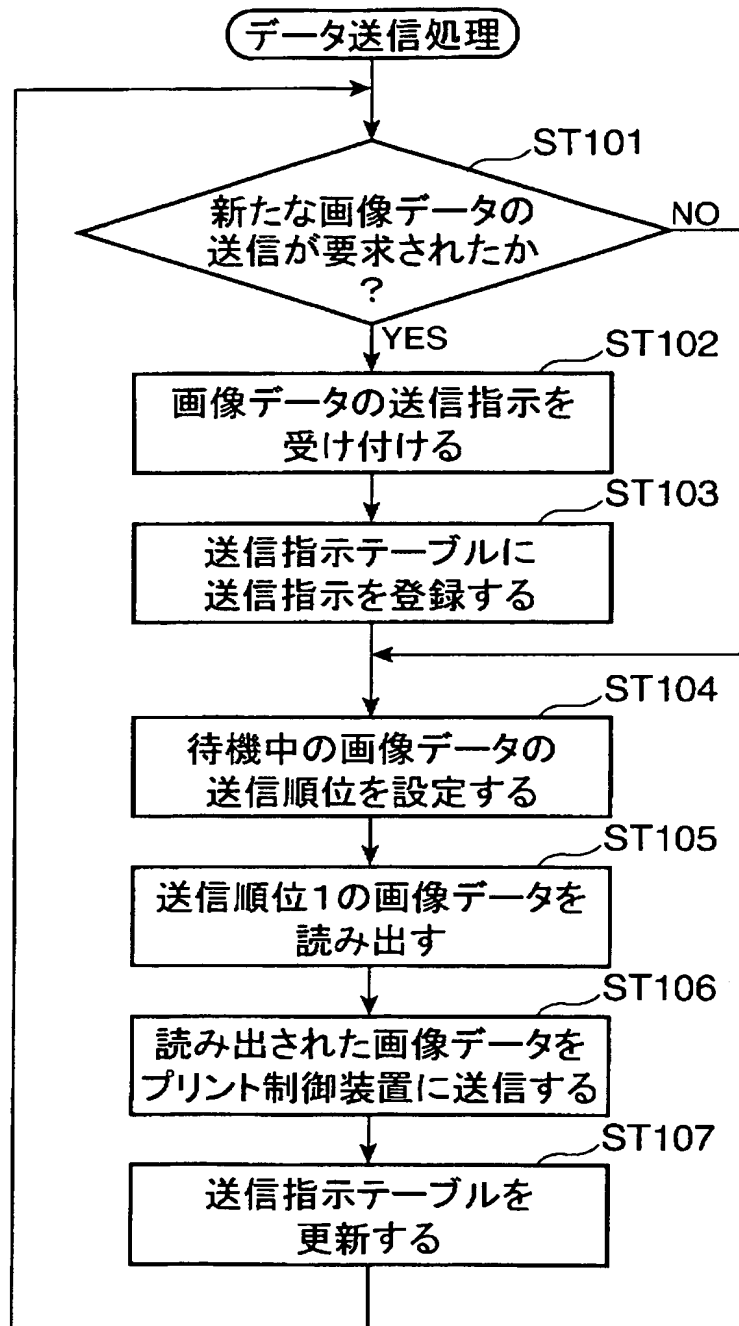 データ送信処理
ST101
新たな画像データの
送信が要求されたか
?
NO
YES
ST102
画像データの送信指示を
受け付ける
ST103
送信指示テーブルに
送信指示を登録する
ST104
待機中の画像データの
送信順位を設定する
ST105
送信順位1の画像データを
読み出す
ST106
読み出された画像データを
プリント制御装置に送信する
ST107
送信指示テーブルを
更新する